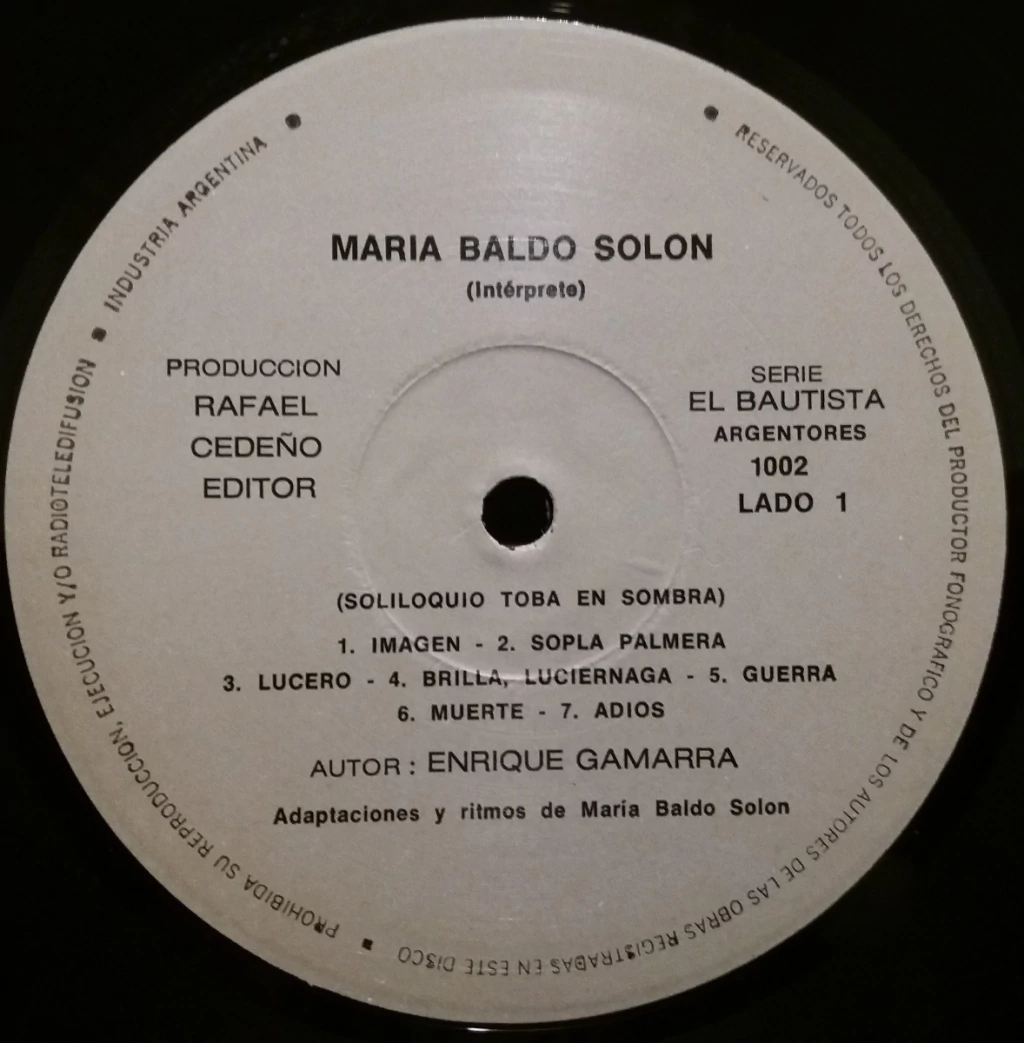 MARIA BALDO SOLON
(Intérprete)
PRODUCCION
RAFAEL
CEDEÑO
EDITOR
SERIE
EL BAUTISTA
ARGENTORES
1002
LADO 1
(SOLILOQUIO TOBA EN SOMBRA)
1. IMAGEN - 2. SOPLA PALMERA
3. LUCERO - 4. BRILLA, LUCIERNAGA - 5. GUERRA
6. MUERTE - 7. ADIOS
AUTOR : ENRIQUE GAMARRA
Adaptaciones y ritmos de María Baldo Solon
RESERVADOS TODOS LOS DERECHOS DEL PRODUCTOR FONOGRAFICO Y DE LOS AUTORES DE LAS OBRAS REGISTRADAS EN ESTE DISCO
PROHIBIDA SU REPRODUCCION, EJECUCION Y/O RADIOTELEDIFUSION
INDUSTRIA ARGENTINA